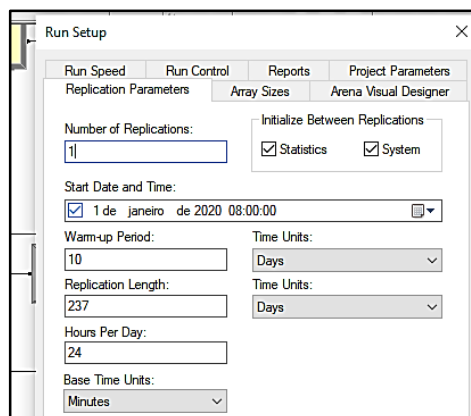 Run Setup
Run Speed Run Control Reports Project Parameters
Replication Parameters Array Sizes Arena Visual Designer
Number of Replications:
1
Initialize Between Replications
Statistics System
Start Date and Time:
1 de janeiro de 2020 08:00:00
Warm-up Period: Time Units:
10 Days
Replication Length: Time Units:
237 Days
Hours Per Day:
24
Base Time Units:
Minutes